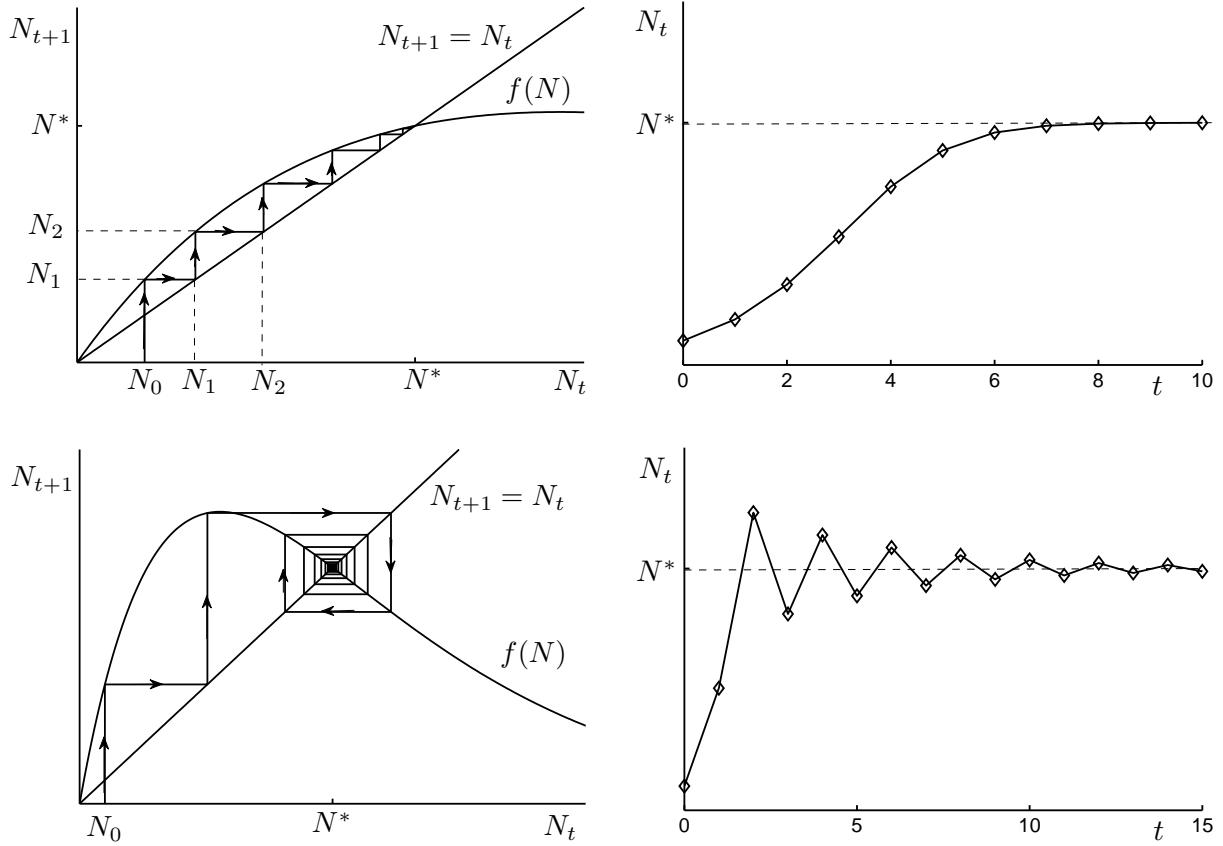 N_{t+1}
N_{t+1} = N_t
f(N)
N*
N_2
N_1
N_0 N_1 N_2 N* N_t
N_t
N*
0 2 4 6 8 t 10
N_{t+1}
N_{t+1} = N_t
f(N)
N_0 N* N_t
N_t
N*
0 5 10 t 15